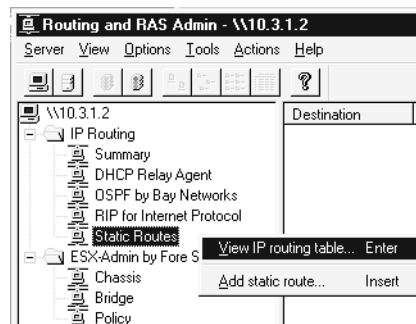 Routing and RAS Admin - \\10.3.1.2
Server View Options Tools Actions Help
\\10.3.1.2
Destination
IP Routing
Summary
DHCP Relay Agent
OSPF by Bay Networks
RIP for Internet Protocol
Static Routes
View IP routing table... Enter
ESX-Admin by Fore S
Add static route... Insert
Chassis
Bridge
Policy